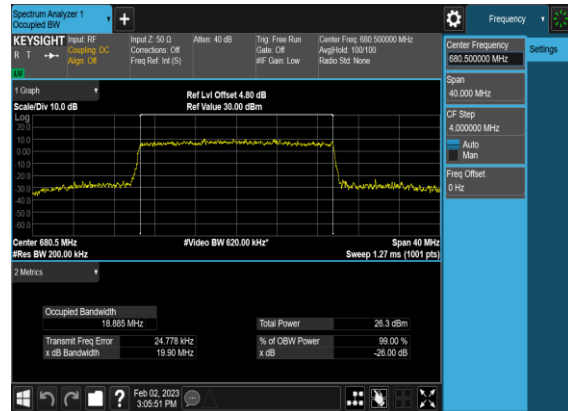 Spectrum Analyzer 1
Occupied BW
+
Frequency
KEYSIGHT
R T
LXI
Input: RF
Coupling: DC
Align: Off
Input Z: 50 Ω
Corrections: Off
Freq Ref: Int (S)
Atten: 40 dB
Trig: Free Run
Gate: Off
#IF Gain: Low
Center Freq: 680.500000 MHz
Avg|Hold: 100/100
Radio Std: None
Center Frequency
680.500000 MHz
Settings
Span
40.000 MHz
CF Step
4.000000 MHz
Auto
Man
Freq Offset
0 Hz
1 Graph
Scale/Div 10.0 dB
Ref Lvl Offset 4.80 dB
Ref Value 30.00 dBm
Log
20.0
10.0
0.00
-10.0
-20.0
-30.0
-40.0
-50.0
-60.0
Center 680.5 MHz
#Res BW 200.00 kHz
#Video BW 620.00 kHz*
Span 40 MHz
Sweep 1.27 ms (1001 pts)
2 Metrics
Occupied Bandwidth
18.885 MHz
Total Power 26.3 dBm
Transmit Freq Error 24.778 kHz
% of OBW Power 99.00 %
x dB Bandwidth 19.90 MHz
x dB -26.00 dB
?
Feb 02, 2023
3:05:51 PM